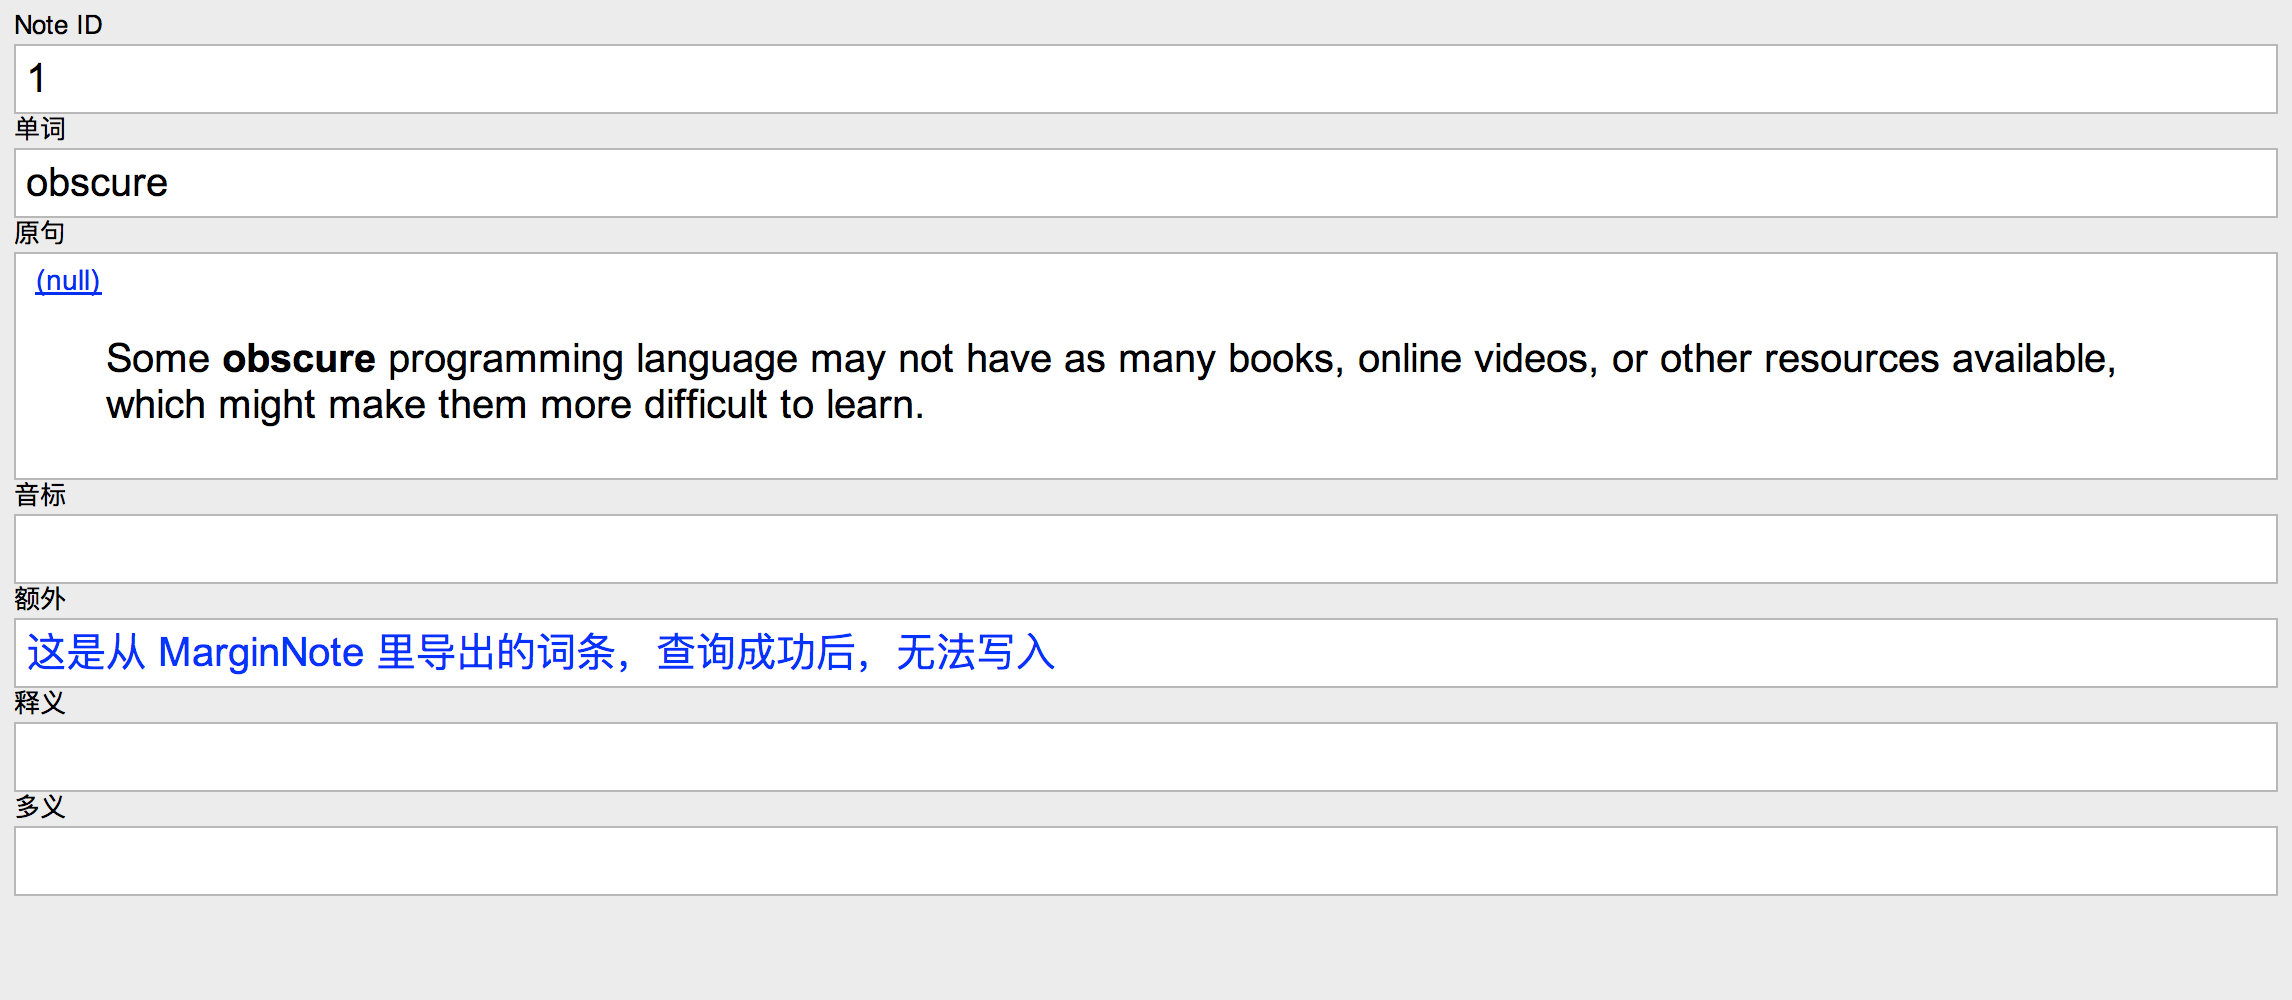 Note ID
1
单词
obscure
原句
(null)
Some obscure programming language may not have as many books, online videos, or other resources available,
which might make them more difficult to learn.
音标
额外
这是从 MarginNote 里导出的词条，查询成功后，无法写入
释义
多义